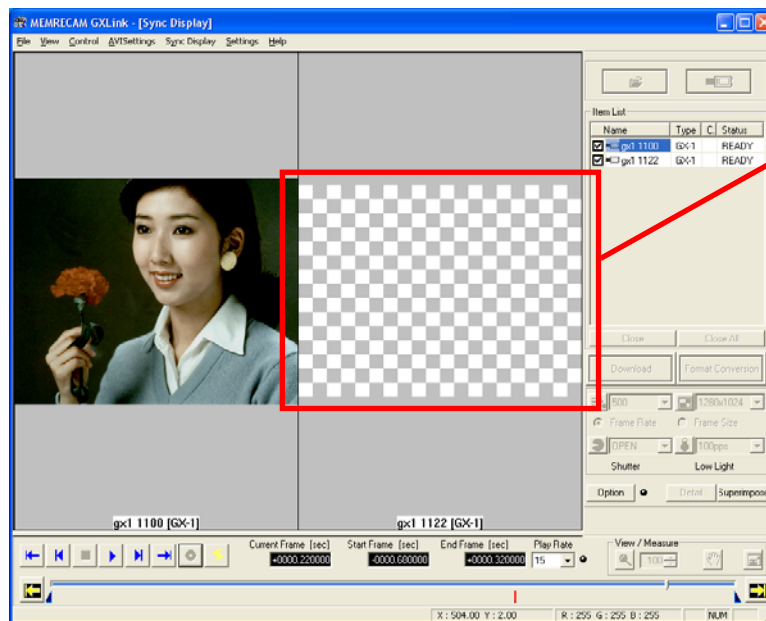 MEMRECAM GXLink - [Sync Display]
File View Control AVISettings Sync Display Settings Help
Item List
Name Type C. Status
gx1 1100 GX-1 READY
gx1 1122 GX-1 READY
Close Close All
Download Format Conversion
500 1280x1024
Frame Rate Frame Size
OPEN 100pps
Shutter Low Light
Option Detail Superimpose
gx1 1100 [GX-1] gx1 1122 [GX-1]
Current Frame [sec] Start Frame [sec] End Frame [sec] Play Rate View / Measure
+0000.220000 -0000.680000 +0000.320000 15 100
X : 504.00 Y : 2.00 R : 255 G : 255 B : 255 NUM